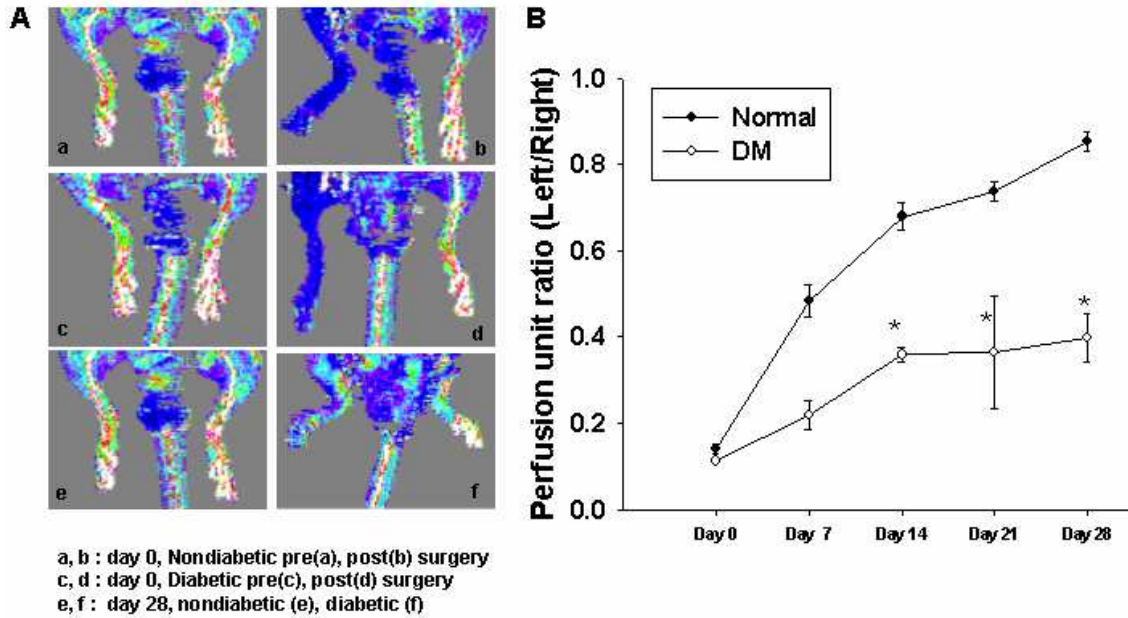 A
a
b
c
d
e
f
a, b : day 0, Nondiabetic pre(a), post(b) surgery
c, d : day 0, Diabetic pre(c), post(d) surgery
e, f : day 28, nondiabetic (e), diabetic (f)
B
Perfusion unit ratio (Left/Right)
1.0
0.8
0.6
0.4
0.2
0.0
Normal
DM
*
*
*
Day 0
Day 7
Day 14
Day 21
Day 28